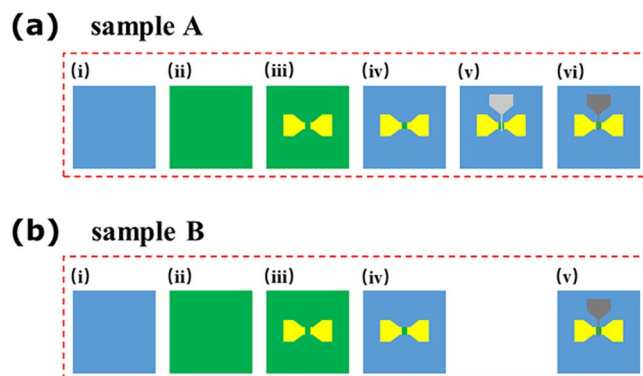 (a) sample A
(i) (ii) (iii) (iv) (v) (vi)
(b) sample B
(i) (ii) (iii) (iv) (v)